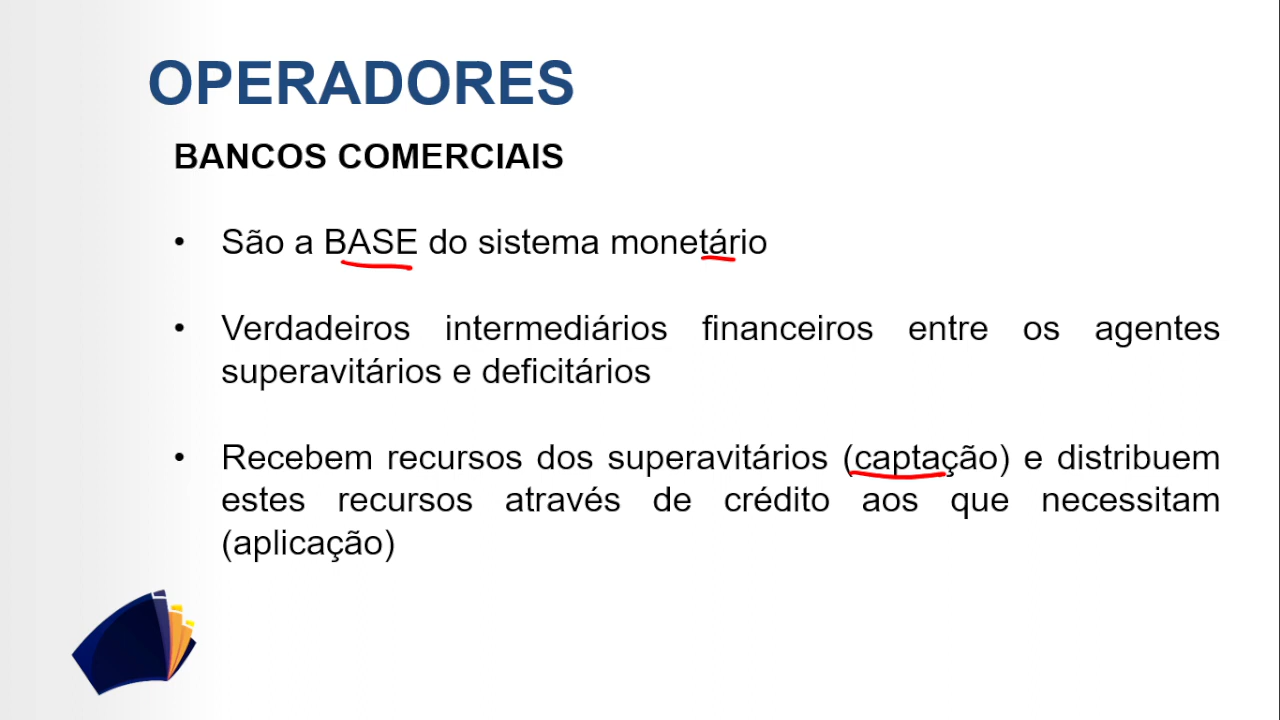 OPERADORES
BANCOS COMERCIAIS
• São a BASE do sistema monetário
• Verdadeiros intermediários financeiros entre os agentes
superavitários e deficitários
• Recebem recursos dos superavitários (captação) e distribuem
estes recursos através de crédito aos que necessitam
(aplicação)